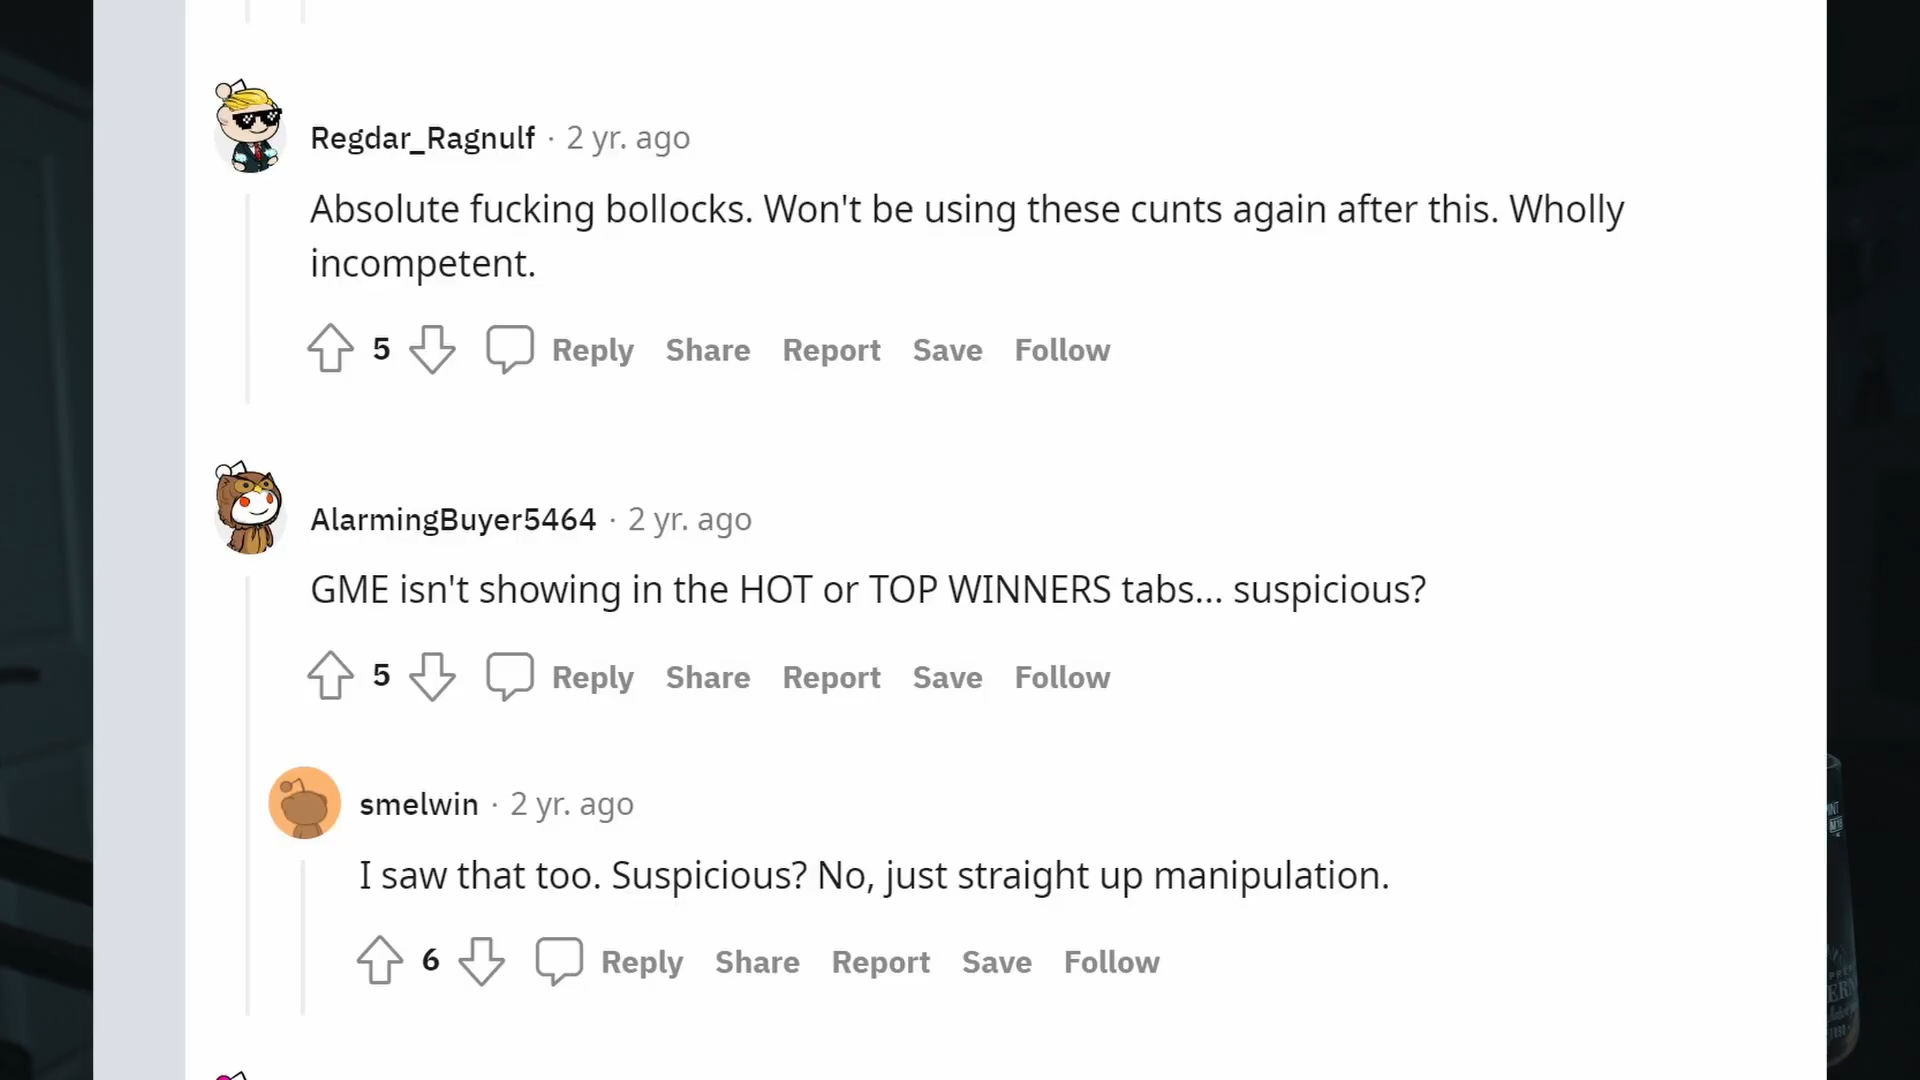 Regdar_Ragnulf · 2 yr. ago
Absolute fucking bollocks. Won't be using these cunts again after this. Wholly
incompetent.
5 Reply Share Report Save Follow
AlarmingBuyer5464 · 2 yr. ago
GME isn't showing in the HOT or TOP WINNERS tabs... suspicious?
5 Reply Share Report Save Follow
smelwin · 2 yr. ago
I saw that too. Suspicious? No, just straight up manipulation.
6 Reply Share Report Save Follow